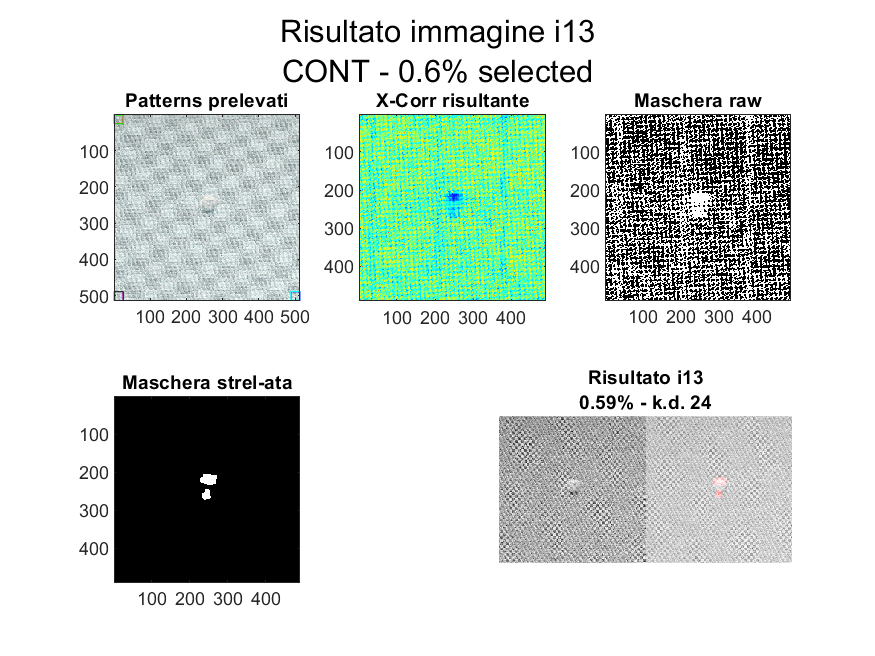 Risultato immagine i13
CONT - 0.6% selected
Patterns prelevati
100
200
300
400
500
100 200 300 400 500
X-Corr risultante
100
200
300
400
100 200 300 400
Maschera raw
100
200
300
400
100 200 300 400
Maschera strel-ata
100
200
300
400
100 200 300 400
Risultato i13
0.59% - k.d. 24